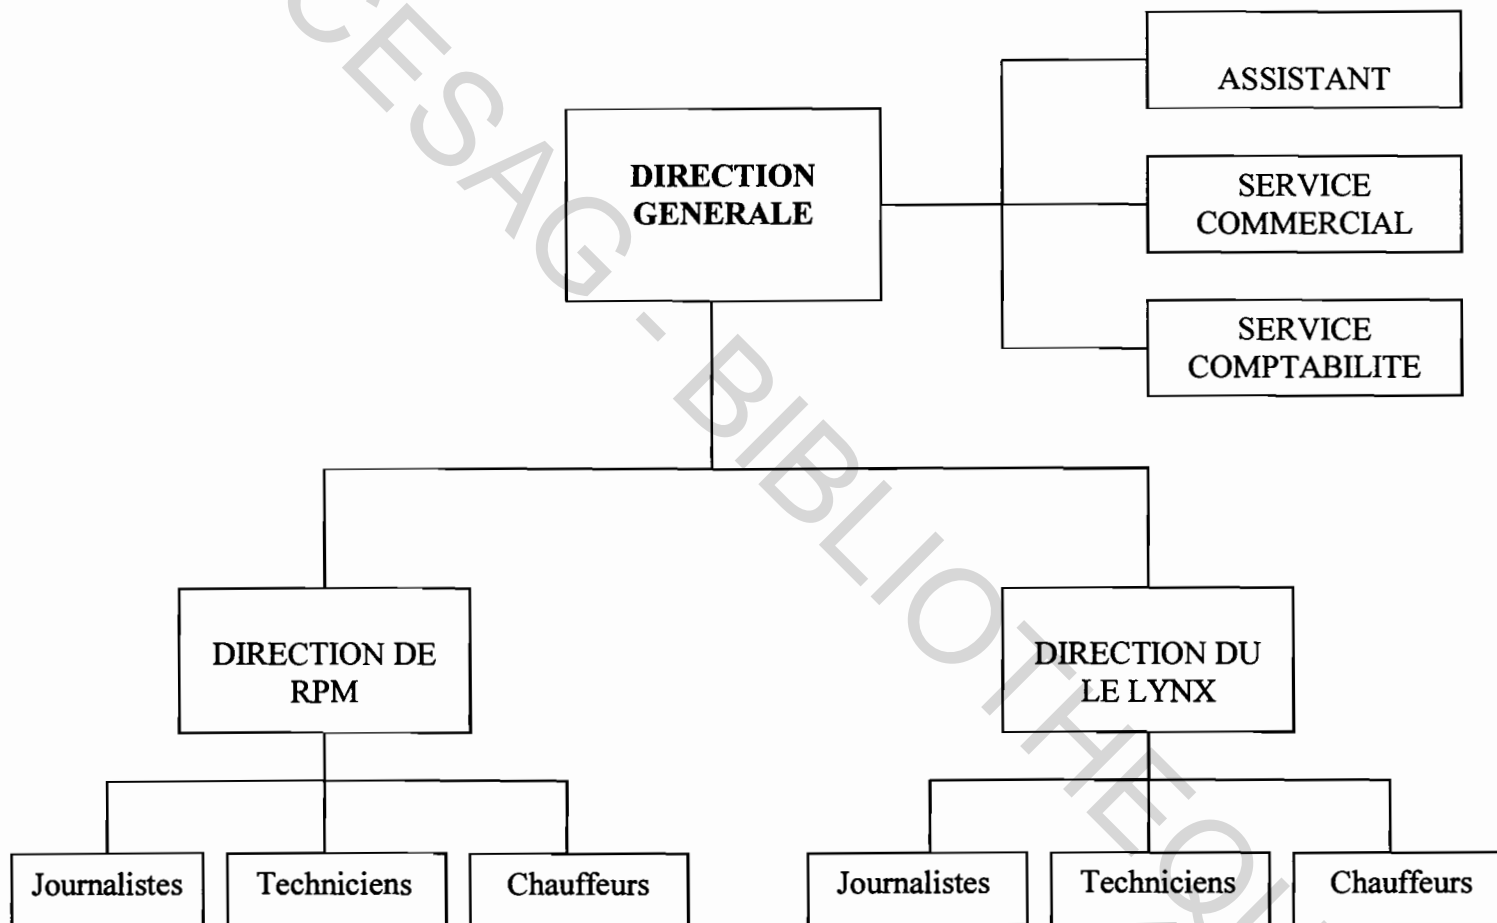 ASSISTANT
DIRECTION
GENERALE
SERVICE
COMMERCIAL
SERVICE
COMPTABILITE
DIRECTION DE
RPM
DIRECTION DU
LE LYNX
Journalistes
Techniciens
Chauffeurs
Journalistes
Techniciens
Chauffeurs
CESAG - BIBLIOTHEQU